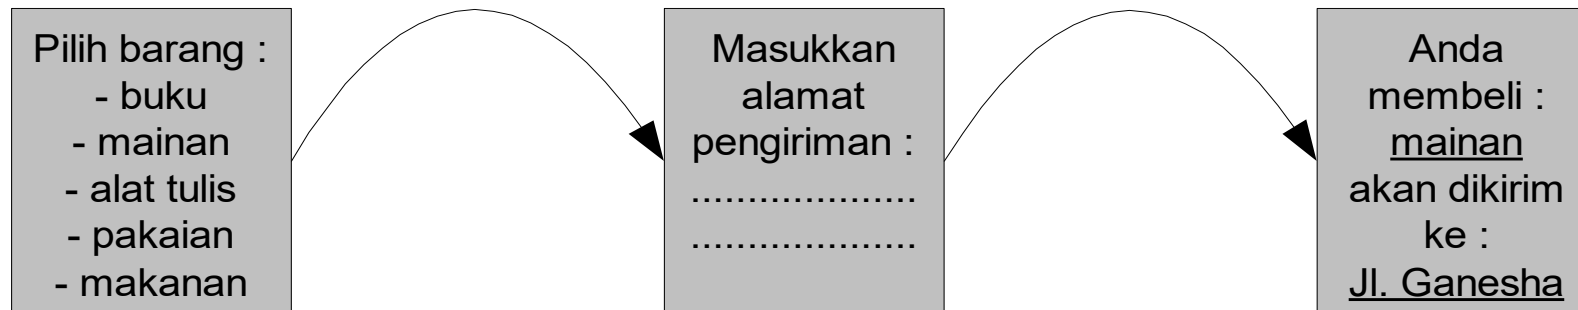 Pilih barang :
- buku
- mainan
- alat tulis
- pakaian
- makanan
Masukkan
alamat
pengiriman :
....................
....................
Anda
membeli :
mainan
akan dikirim
ke :
Jl. Ganesha